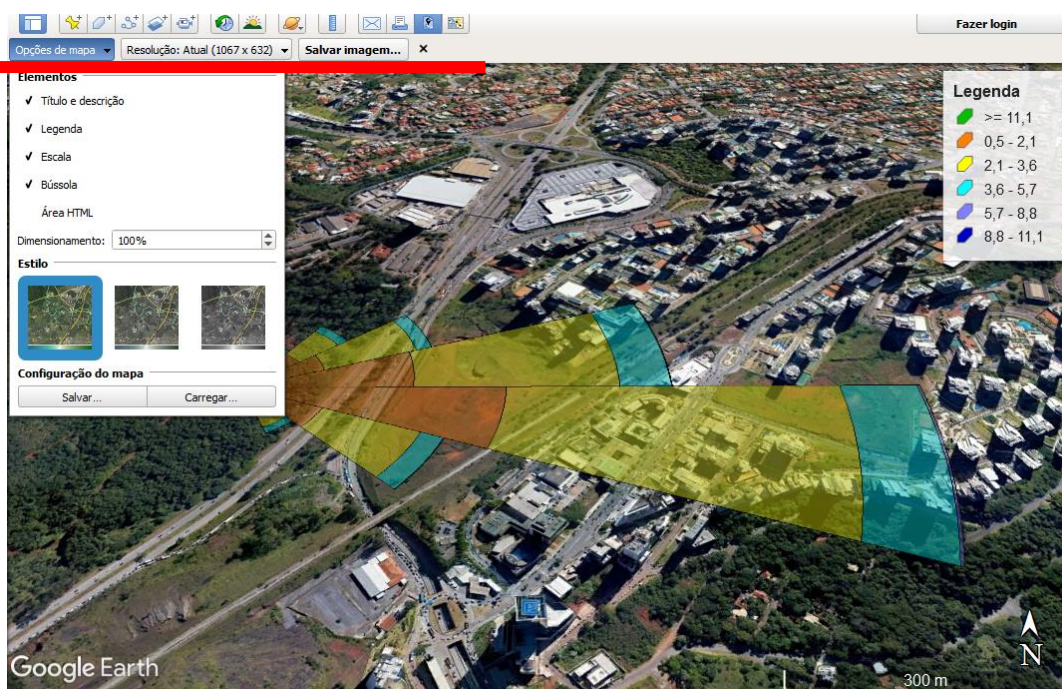 Fazer login
Opções de mapa
Resolução: Atual (1067 x 632)
Salvar imagem...
Elementos
Título e descrição
Legenda
Escala
Bússola
Área HTML
Dimensionamento: 100%
Estilo
Configuração do mapa
Salvar...
Carregar...
Legenda
>= 11,1
0,5 - 2,1
2,1 - 3,6
3,6 - 5,7
5,7 - 8,8
8,8 - 11,1
N
Google Earth
300 m